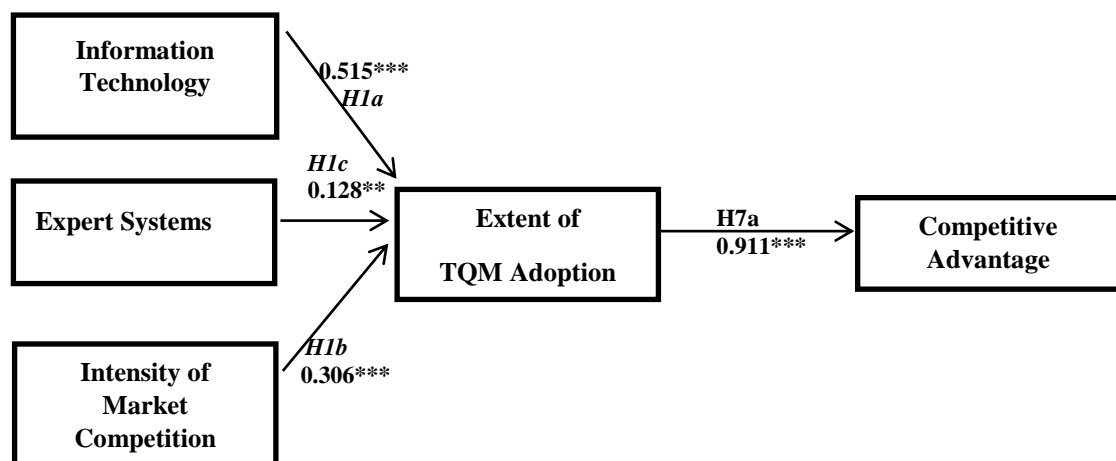 Information
Technology
0.515***
H1a
H1c
0.128**
Expert Systems
Extent of
TQM Adoption
H7a
0.911***
Competitive
Advantage
H1b
0.306***
Intensity of
Market
Competition